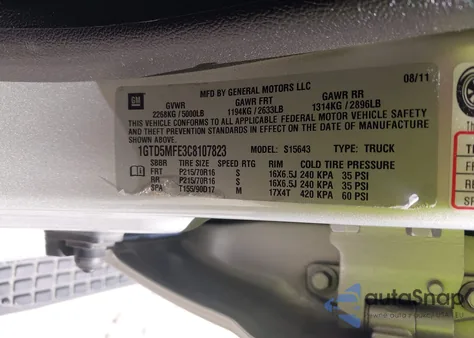 MFD BY GENERAL MOTORS LLC 08/11
GM GVWR GAWR FRT GAWR RR
2268KG / 5000LB 1194KG / 2633LB 1314KG / 2896LB
THIS VEHICLE CONFORMS TO ALL APPLICABLE FEDERAL MOTOR VEHICLE SAFETY
AND THEFT PREVENTION STANDARDS IN EFFECT ON THE DATE OF MANUFACTURE
SHOWN ABOVE.
1GTD5MFE3C8107823 MODEL: S15643 TYPE: TRUCK
SBBR TIRE SIZE SPEED RTG RIM COLD TIRE PRESSURE
FRT P215/70R16 S 16X6.5J 240 KPA 35 PSI
RR P215/70R16 S 16X6.5J 240 KPA 35 PSI
SPA T155/90D17 M 17X4T 420 KPA 60 PSI
autaSnap